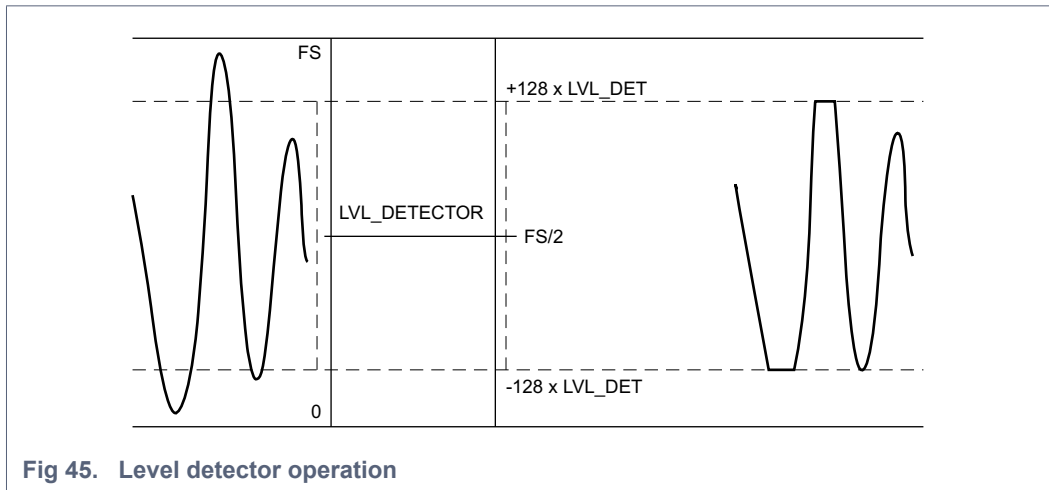 FS
+128 x LVL_DET
LVL_DETECTOR
FS/2
-128 x LVL_DET
0
Fig 45. Level detector operation